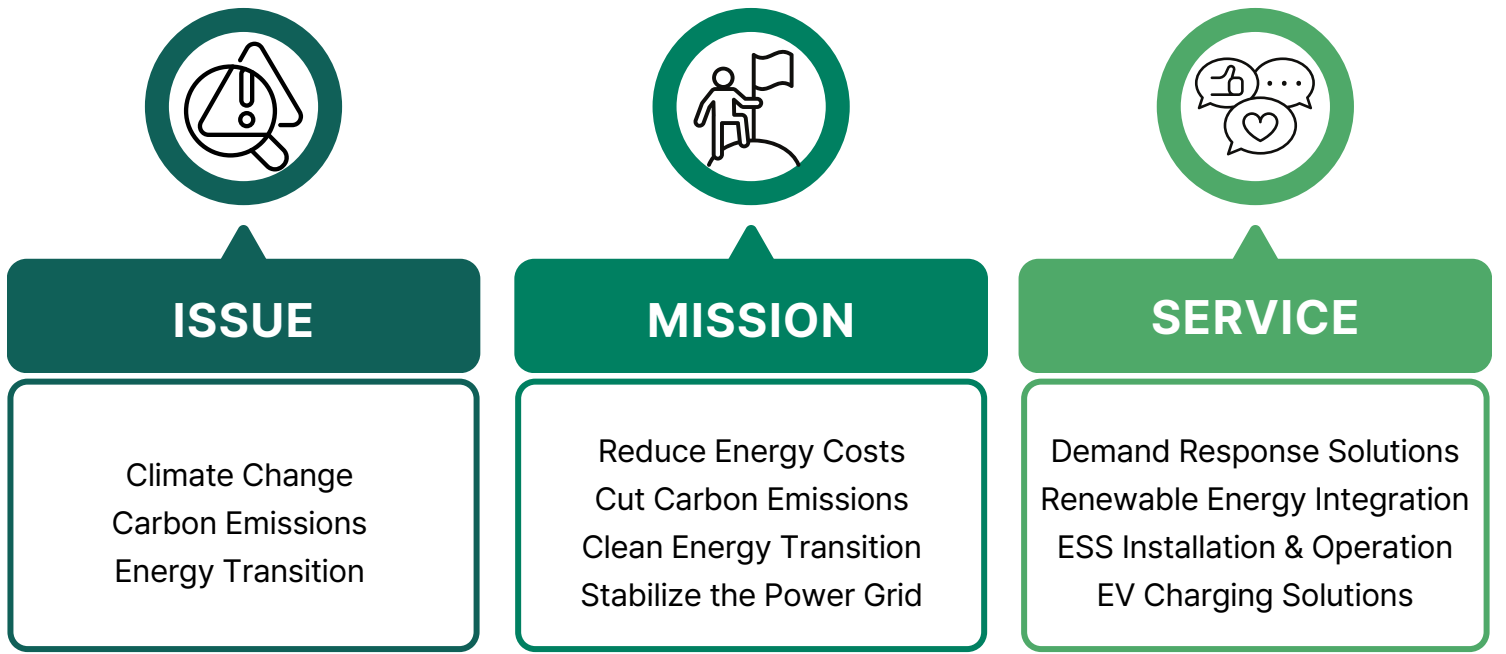 ISSUE
Climate Change
Carbon Emissions
Energy Transition
MISSION
Reduce Energy Costs
Cut Carbon Emissions
Clean Energy Transition
Stabilize the Power Grid
SERVICE
Demand Response Solutions
Renewable Energy Integration
ESS Installation & Operation
EV Charging Solutions